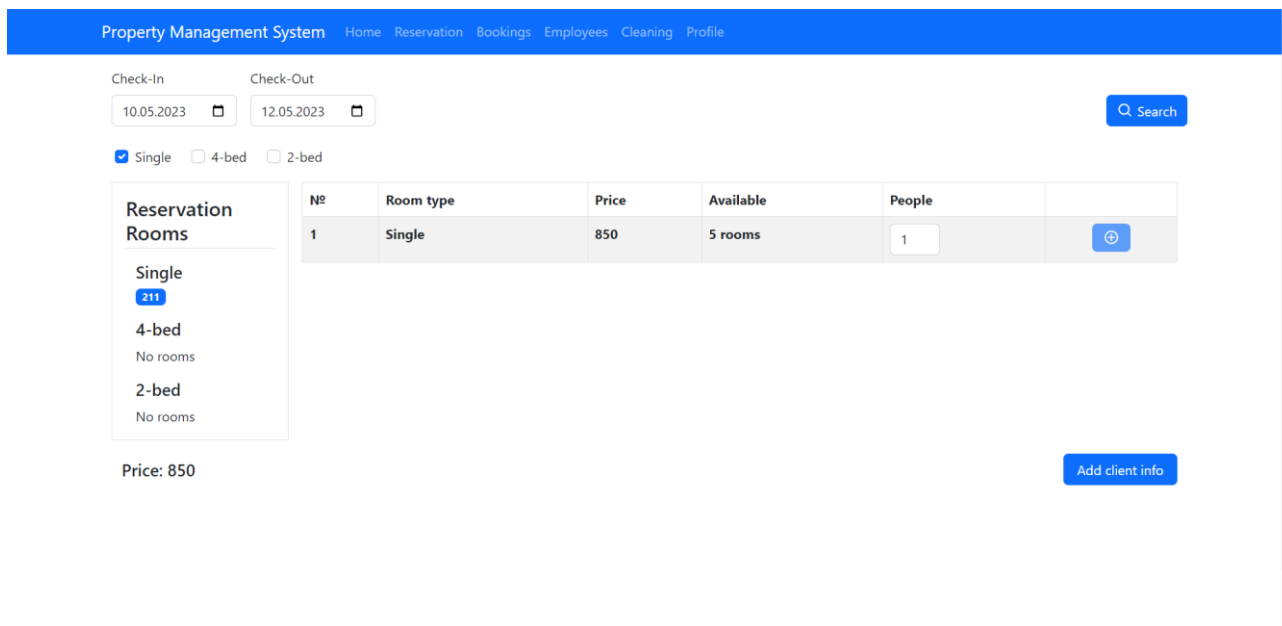 Property Management System Home Reservation Bookings Employees Cleaning Profile
Check-In Check-Out
10.05.2023 12.05.2023 Search
Single 4-bed 2-bed
Reservation
Rooms
Single
211
4-bed
No rooms
2-bed
No rooms
№ Room type Price Available People
1 Single 850 5 rooms 1
Price: 850 Add client info